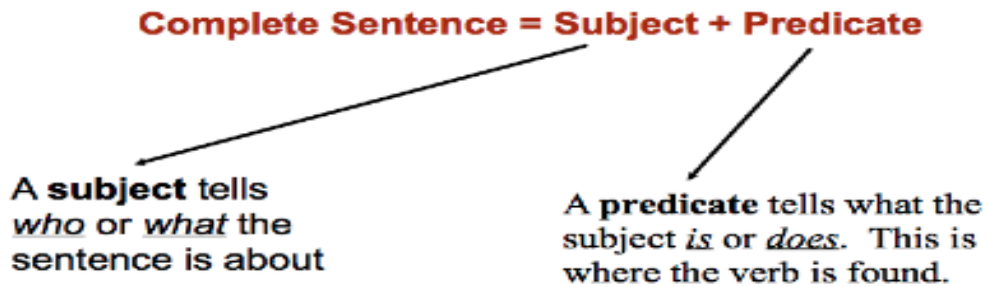 Complete Sentence = Subject + Predicate
A subject tells
who or what the
sentence is about
A predicate tells what the
subject is or does. This is
where the verb is found.